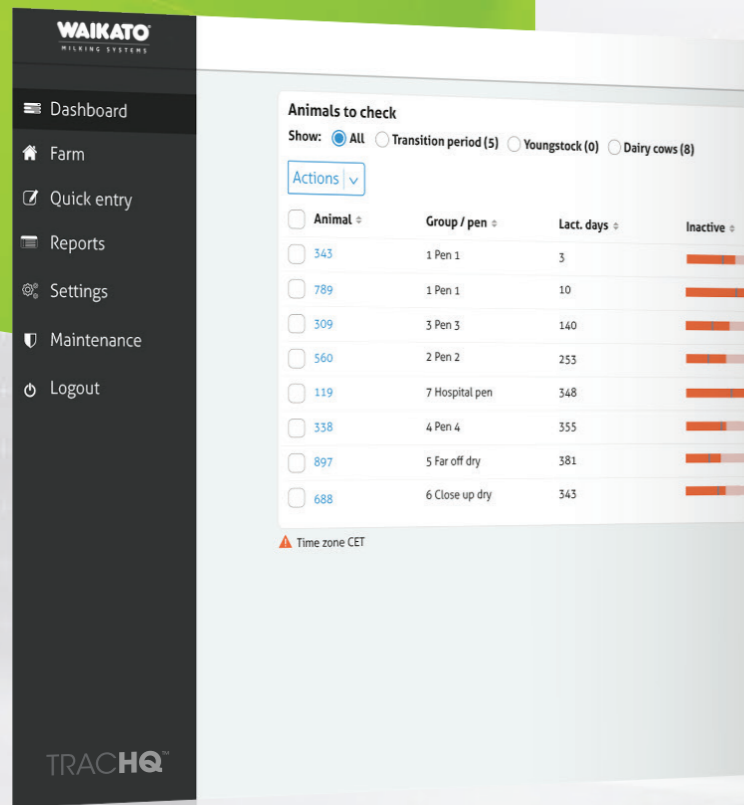 WAIKATO
MILKING SYSTEMS
Dashboard
Farm
Quick entry
Reports
Settings
Maintenance
Logout
TRACHQ™
Animals to check
Show: All Transition period (5) Youngstock (0) Dairy cows (8)
Actions
Animal Group / pen Lact. days Inactive
343 1 Pen 1 3
789 1 Pen 1 10
309 3 Pen 3 140
560 2 Pen 2 253
119 7 Hospital pen 348
338 4 Pen 4 355
897 5 Far off dry 381
688 6 Close up dry 343
Time zone CET